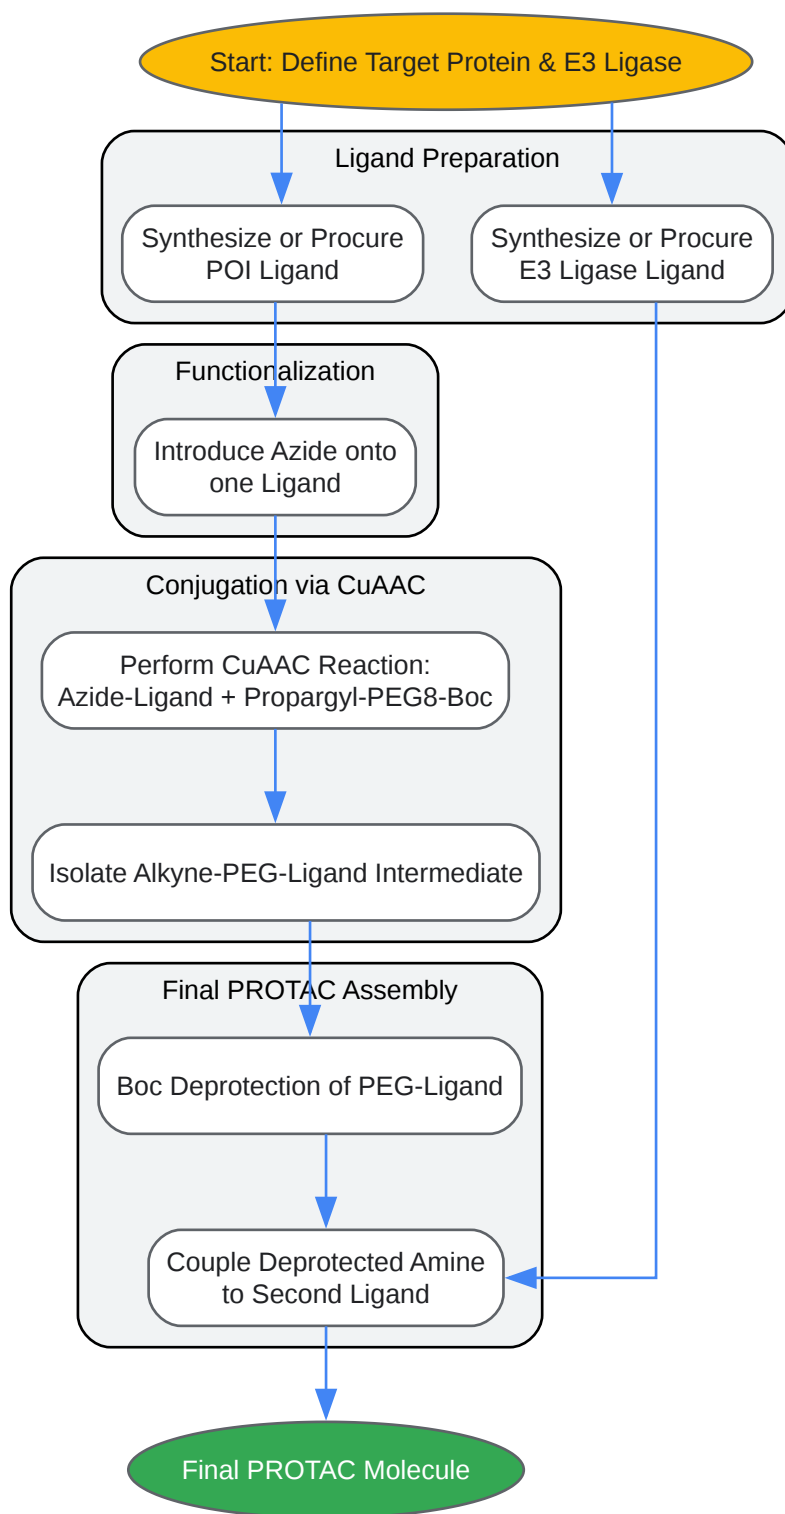 Start: Define Target Protein & E3 Ligase
Ligand Preparation
Synthesize or Procure
POI Ligand
Synthesize or Procure
E3 Ligase Ligand
Functionalization
Introduce Azide onto
one Ligand
Conjugation via CuAAC
Perform CuAAC Reaction:
Azide-Ligand + Propargyl-PEG8-Boc
Isolate Alkyne-PEG-Ligand Intermediate
Final PROTAC Assembly
Boc Deprotection of PEG-Ligand
Couple Deprotected Amine
to Second Ligand
Final PROTAC Molecule